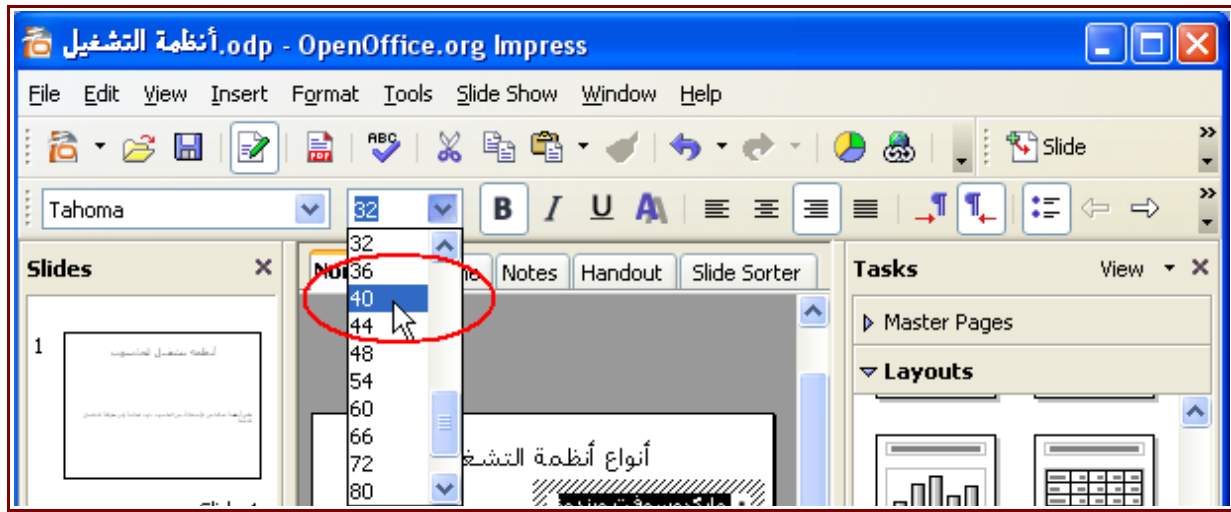 أنظمة التشغيل.odp - OpenOffice.org Impress
File Edit View Insert Format Tools Slide Show Window Help
PDF ABC Slide
Tahoma 32 B I U A
Slides Notes Handout Slide Sorter Tasks View
32
36
40
44
48
54
60
66
72
80
1
Master Pages
Layouts
أنواع أنظمة